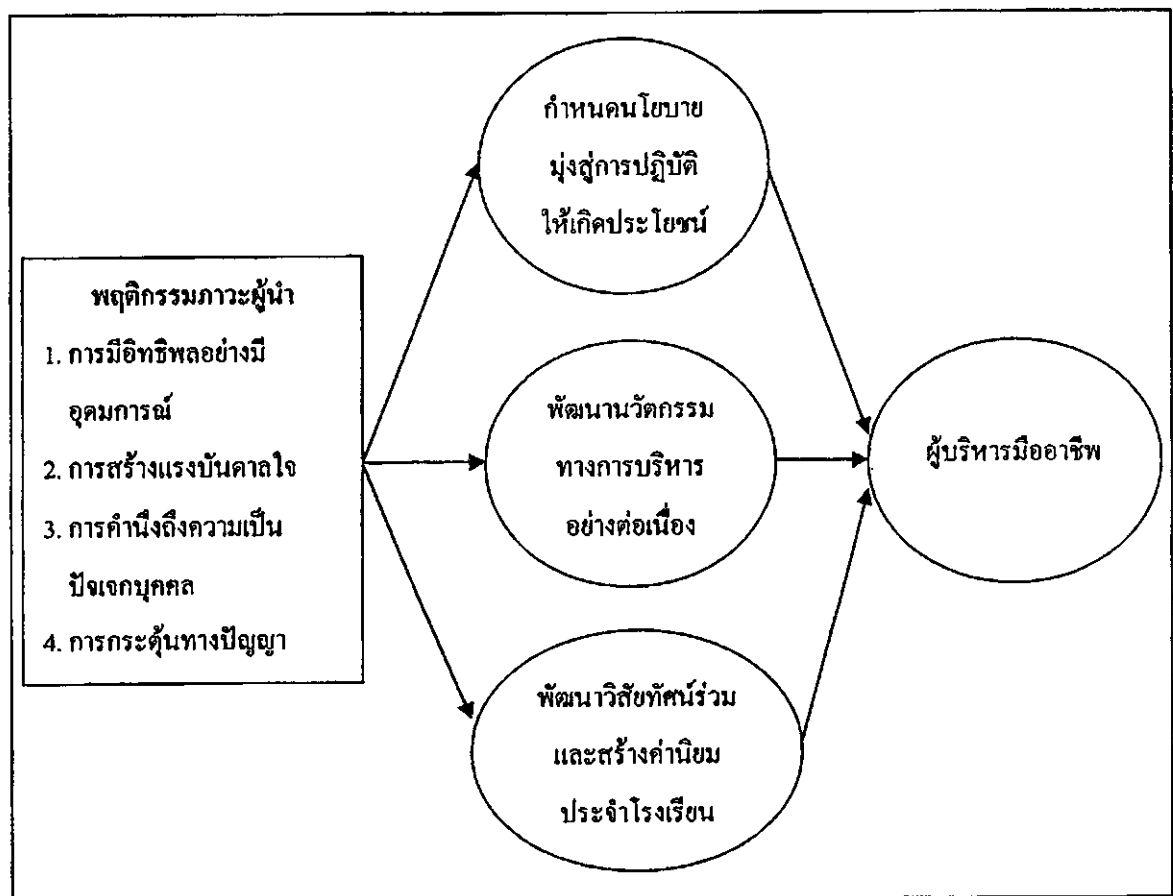 พฤติกรรมภาวะผู้นำ
1. การมีอิทธิพลอย่างมี
อุดมการณ์
2. การสร้างแรงบันดาลใจ
3. การคำนึงถึงความเป็น
ปัจเจกบุคคล
4. การกระตุ้นทางปัญญา
กำหนดนโยบาย
มุ่งสู่การปฏิบัติ
ให้เกิดประโยชน์
พัฒนานวัตกรรม
ทางการบริหาร
อย่างต่อเนื่อง
พัฒนาวิสัยทัศน์ร่วม
และสร้างค่านิยม
ประจำโรงเรียน
ผู้บริหารมืออาชีพ